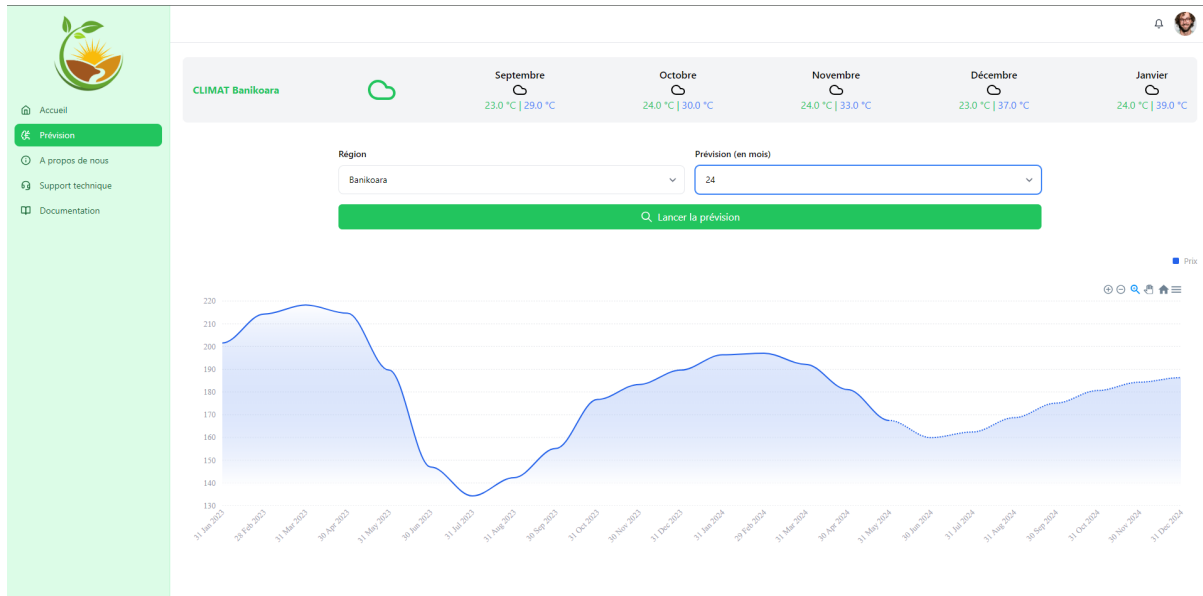 Accueil
Prévision
A propos de nous
Support technique
Documentation
CLIMAT Banikoara
Septembre
23.0 °C | 29.0 °C
Octobre
24.0 °C | 30.0 °C
Novembre
24.0 °C | 33.0 °C
Décembre
23.0 °C | 37.0 °C
Janvier
24.0 °C | 39.0 °C
Région
Banikoara
Prévision (en mois)
24
Lancer la prévision
Prix
220
210
200
190
180
170
160
150
140
130
31 Jan 2023
28 Feb 2023
31 Mar 2023
30 Apr 2023
31 May 2023
30 Jun 2023
31 Jul 2023
31 Aug 2023
30 Sep 2023
31 Oct 2023
30 Nov 2023
31 Dec 2023
31 Jan 2024
29 Feb 2024
31 Mar 2024
30 Apr 2024
31 May 2024
30 Jun 2024
31 Jul 2024
31 Aug 2024
30 Sep 2024
31 Oct 2024
30 Nov 2024
31 Dec 2024